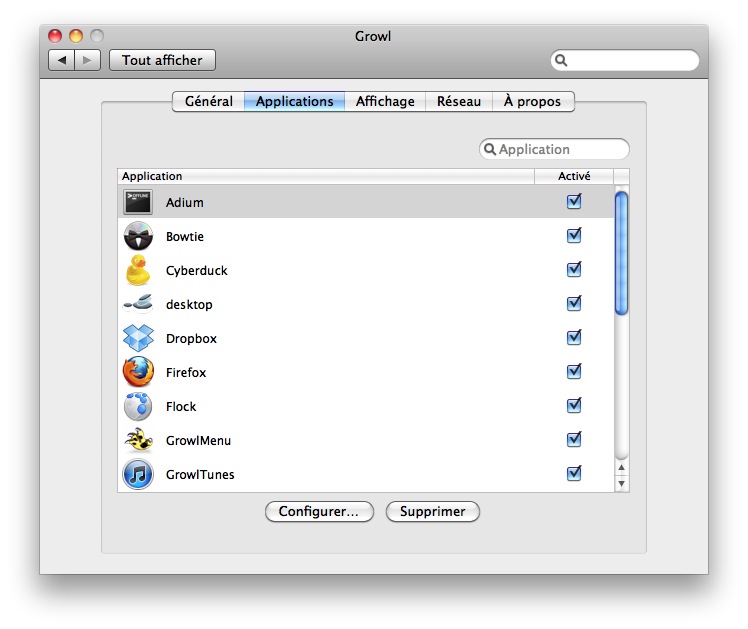 Growl
Tout afficher
Général Applications Affichage Réseau À propos
Application
Application Activé
Adium
Bowtie
Cyberduck
desktop
Dropbox
Firefox
Flock
GrowlMenu
GrowlTunes
Configurer... Supprimer